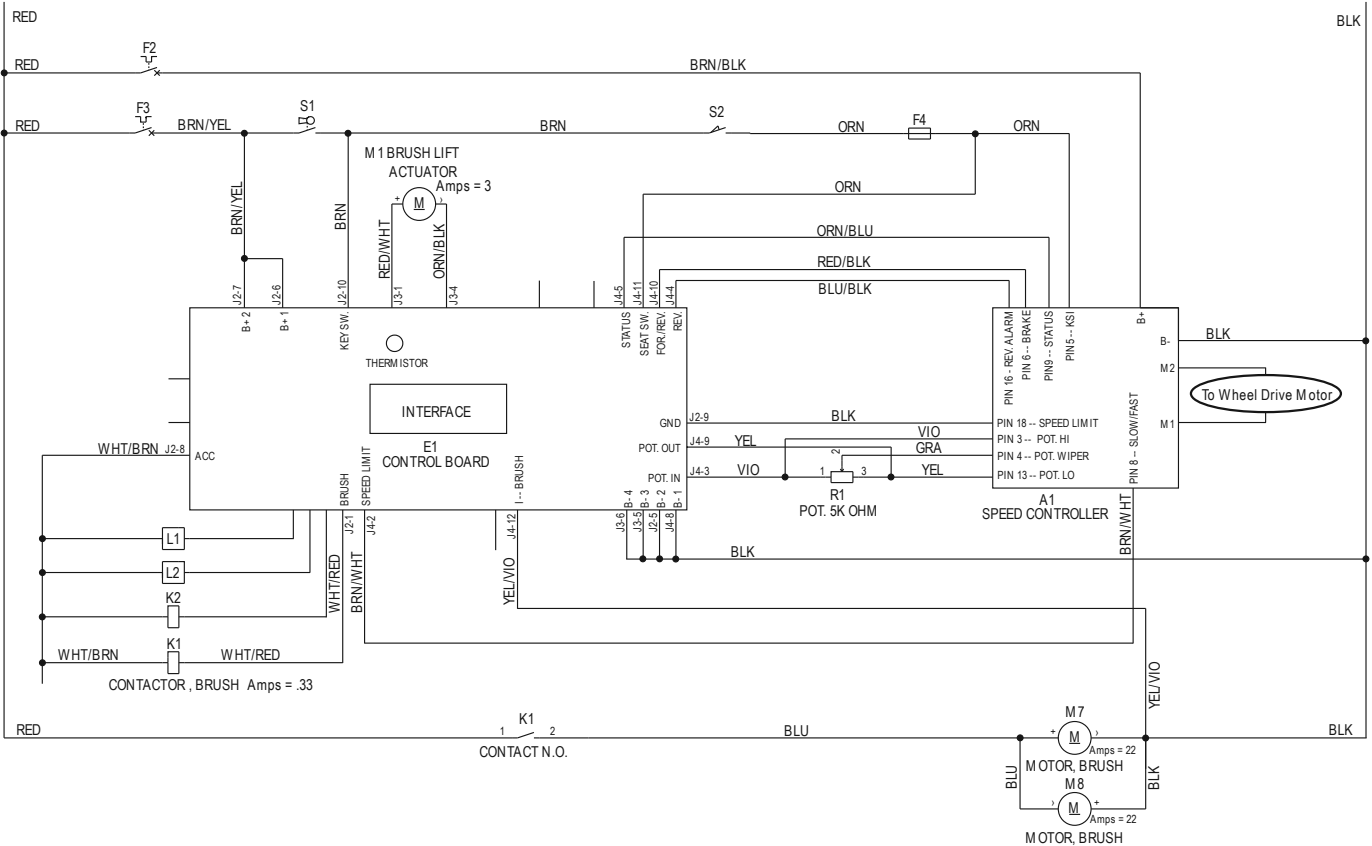 RED
BLK
F2
RED
BRN/BLK
F3
S1
S2
F4
RED
BRN/YEL
BRN
ORN
ORN
M1 BRUSH LIFT
ACTUATOR
Amps = 3
+
M
)
ORN
BRN/YEL
BRN
RED/WHT
ORN/BLK
ORN/BLU
RED/BLK
BLU/BLK
J2-7
J2-6
J2-10
J3-1
J3-4
J4-5
J4-11
J4-10
J4-4
B+ 2
B+ 1
KEY SW.
STATUS
SEAT SW.
FOR./REV.
REV.
PIN 16 - REV. ALARM
PIN 6 -- BRAKE
PIN9 -- STATUS
PIN5 -- KSI
B+
B-
BLK
M2
M1
To Wheel Drive Motor
THERMISTOR
INTERFACE
E1
CONTROL BOARD
GND
J2-9
BLK
PIN 18 -- SPEED LIMIT
VIO
PIN 3 -- POT. HI
POT. OUT
J4-9
YEL
2
GRA
PIN 4 -- POT. WIPER
POT. IN
J4-3
VIO
1
3
YEL
PIN 13 -- POT. LO
PIN 8 -- SLOW/FAST
R1
POT. 5K OHM
A1
SPEED CONTROLLER
WHT/BRN
J2-8
ACC
BRUSH
SPEED LIMIT
I -- BRUSH
B- 4
B- 3
B- 2
B- 1
J2-1
J4-2
J4-12
J3-6
J3-5
J2-5
J4-8
BLK
BRN/WHT
L1
L2
K2
WHT/RED
BRN/WHT
YEL/VIO
K1
WHT/BRN
WHT/RED
CONTACTOR , BRUSH Amps = .33
YEL/VIO
RED
K1
1
2
CONTACT N.O.
BLU
M7
+
M
)
Amps = 22
MOTOR, BRUSH
BLK
BLU
BLK
M8
)
M
+
Amps = 22
MOTOR, BRUSH